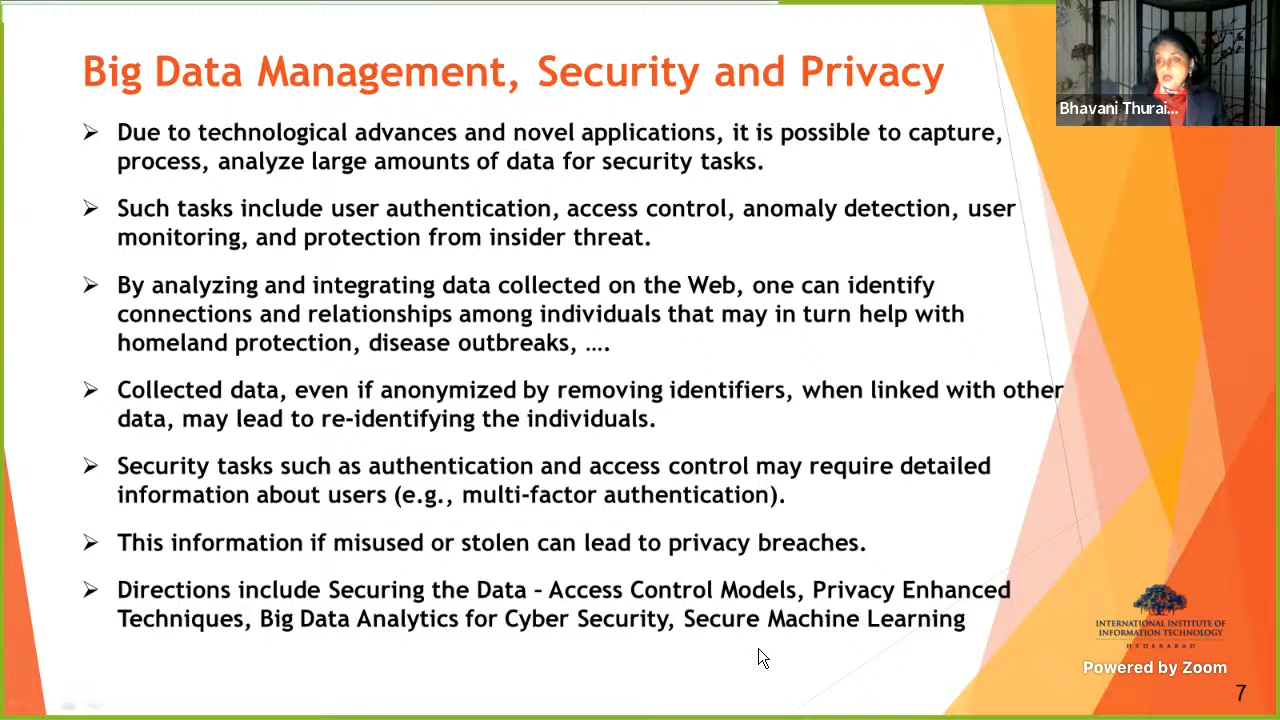 Big Data Management, Security and Privacy
Bhavani Thurai...
Due to technological advances and novel applications, it is possible to capture,
process, analyze large amounts of data for security tasks.
Such tasks include user authentication, access control, anomaly detection, user
monitoring, and protection from insider threat.
By analyzing and integrating data collected on the Web, one can identify
connections and relationships among individuals that may in turn help with
homeland protection, disease outbreaks, ….
Collected data, even if anonymized by removing identifiers, when linked with other
data, may lead to re-identifying the individuals.
Security tasks such as authentication and access control may require detailed
information about users (e.g., multi-factor authentication).
This information if misused or stolen can lead to privacy breaches.
Directions include Securing the Data – Access Control Models, Privacy Enhanced
Techniques, Big Data Analytics for Cyber Security, Secure Machine Learning
INTERNATIONAL INSTITUTE OF
INFORMATION TECHNOLOGY
HYDERABAD
Powered by Zoom
7